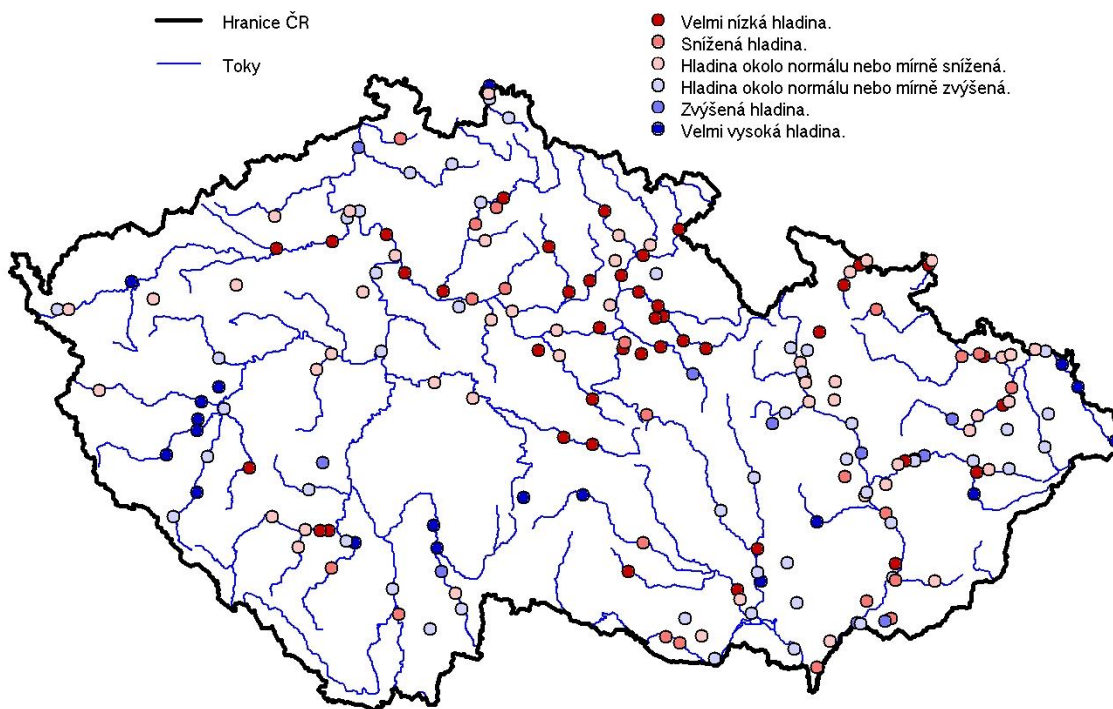 Hranice ČR
Toky
Velmi nízká hladina.
Snížená hladina.
Hladina okolo normálu nebo mírně snížená.
Hladina okolo normálu nebo mírně zvýšená.
Zvýšená hladina.
Velmi vysoká hladina.